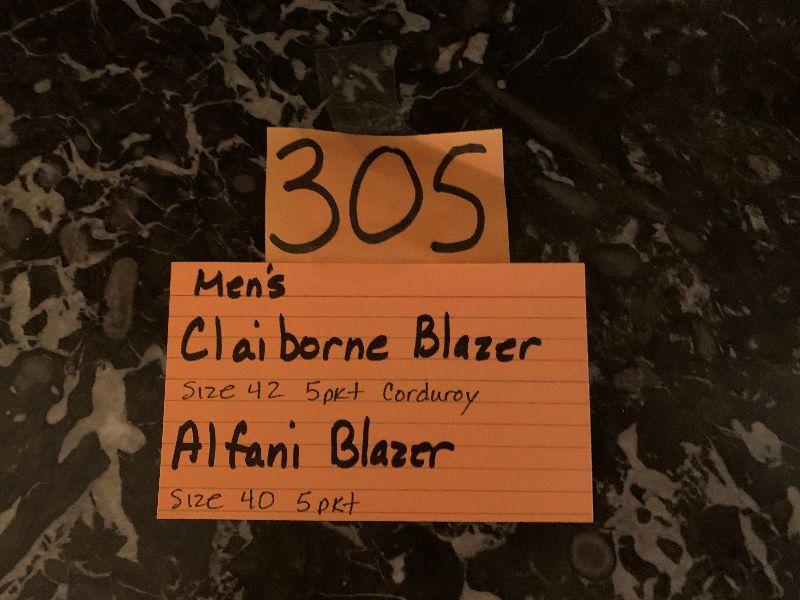 305
Men's
Claiborne Blazer
Size 42 5pkt Corduroy
Alfani Blazer
Size 40 5pkt